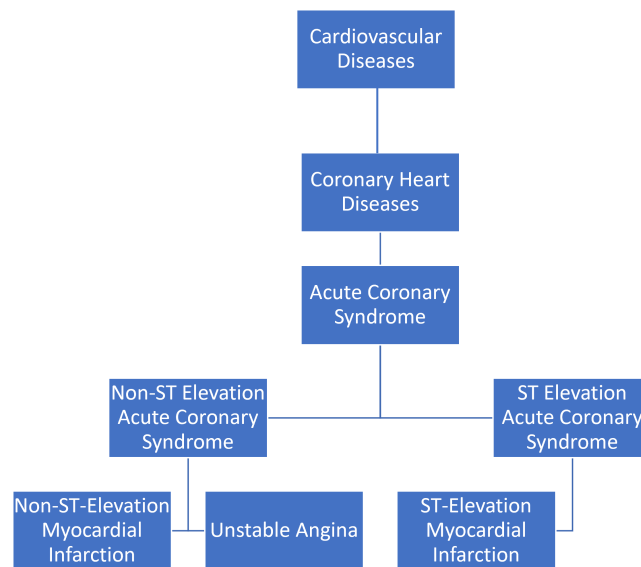 Cardiovascular
Diseases
Coronary Heart
Diseases
Acute Coronary
Syndrome
Non-ST Elevation
Acute Coronary
Syndrome
ST Elevation
Acute Coronary
Syndrome
Non-ST-Elevation
Myocardial
Infarction
Unstable Angina
ST-Elevation
Myocardial
Infarction